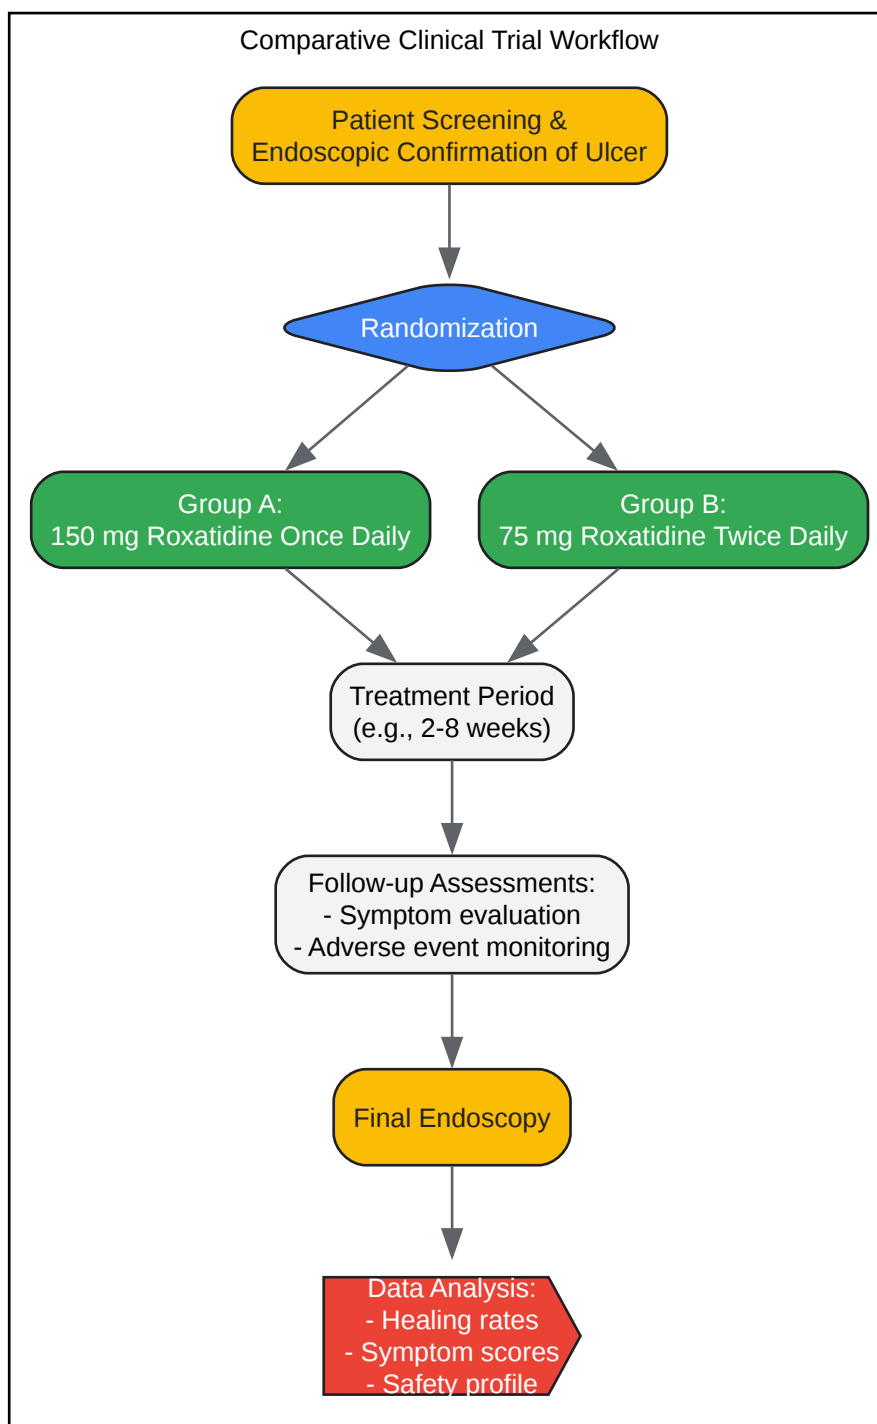 Comparative Clinical Trial Workflow
Patient Screening &
Endoscopic Confirmation of Ulcer
Randomization
Group A:
150 mg Roxatidine Once Daily
Group B:
75 mg Roxatidine Twice Daily
Treatment Period
(e.g., 2-8 weeks)
Follow-up Assessments:
- Symptom evaluation
- Adverse event monitoring
Final Endoscopy
Data Analysis:
- Healing rates
- Symptom scores
- Safety profile